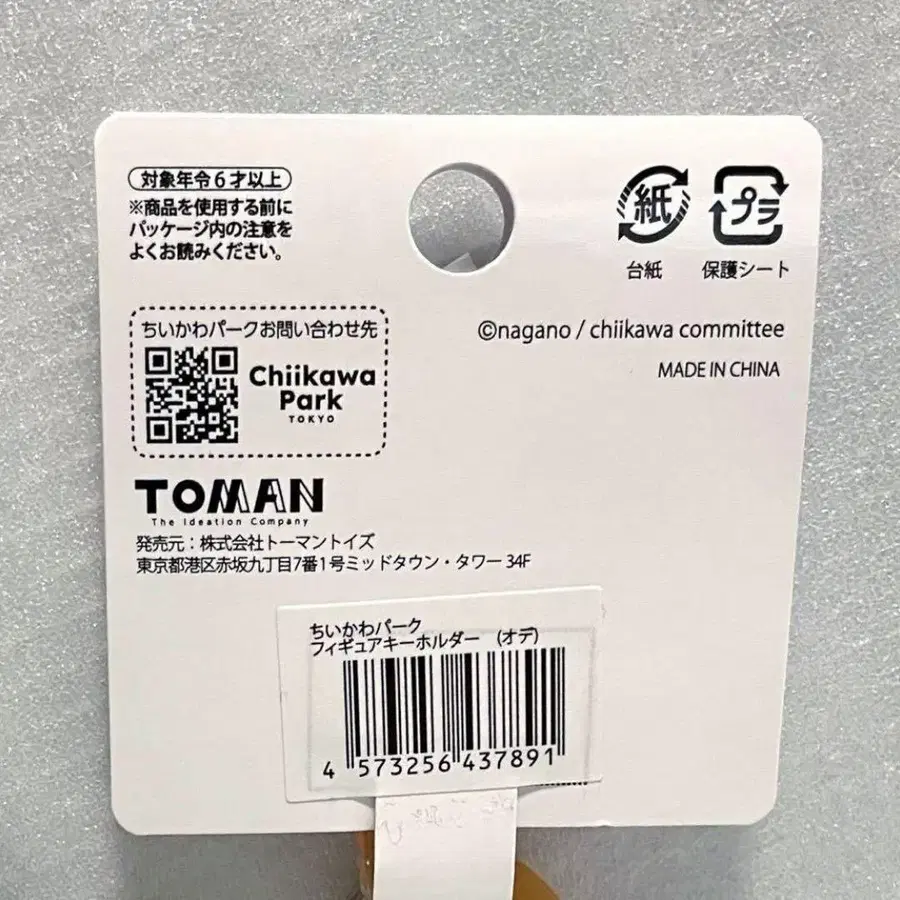 対象年令6才以上
※商品を使用する前に
パッケージ内の注意を
よくお読みください。
紙
プラ
台紙
保護シート
ちいかわパークお問い合わせ先
Chiikawa
Park
TOKYO
©nagano / chiikawa committee
MADE IN CHINA
TOMAN
The Ideation Company
発売元：株式会社トーマントイズ
東京都港区赤坂九丁目7番1号ミッドタウン・タワー 34F
ちいかわパーク
フィギュアキーホルダー （オデ）
4 573256 437891